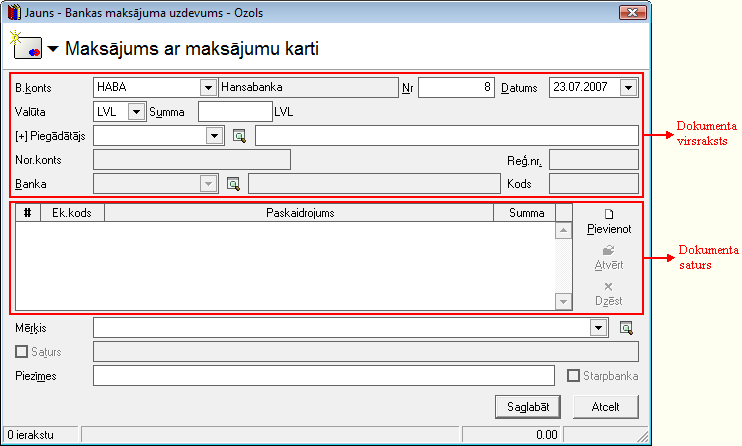 Jauns - Bankas maksājuma uzdevums - Ozols
Maksājums ar maksājumu karti
B.konts HABA Hansabanka Nr 8 Datums 23.07.2007
Valūta LVL Summa LVL
[+] Piegādātājs
Nor.konts Reģ.nr.
Banka Kods
Dokumenta
virsraksts
# Ek.kods Paskaidrojums Summa
Pievienot
Atvērt
Dzēst
Dokumenta
saturs
Mērķis
Saturs
Piezīmes Starpbanka
Saglabāt Atcelt
0 ierakstu 0.00